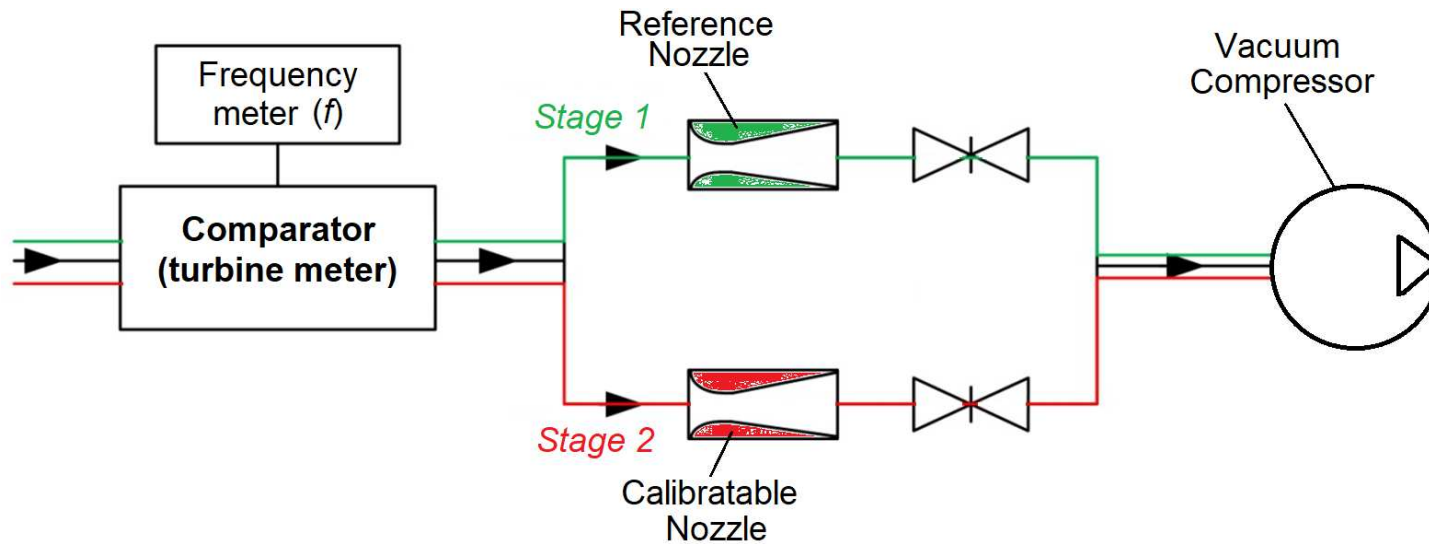 Reference
Nozzle
Vacuum
Compressor
Frequency
meter (f)
Stage 1
Comparator
(turbine meter)
Stage 2
Calibratable
Nozzle